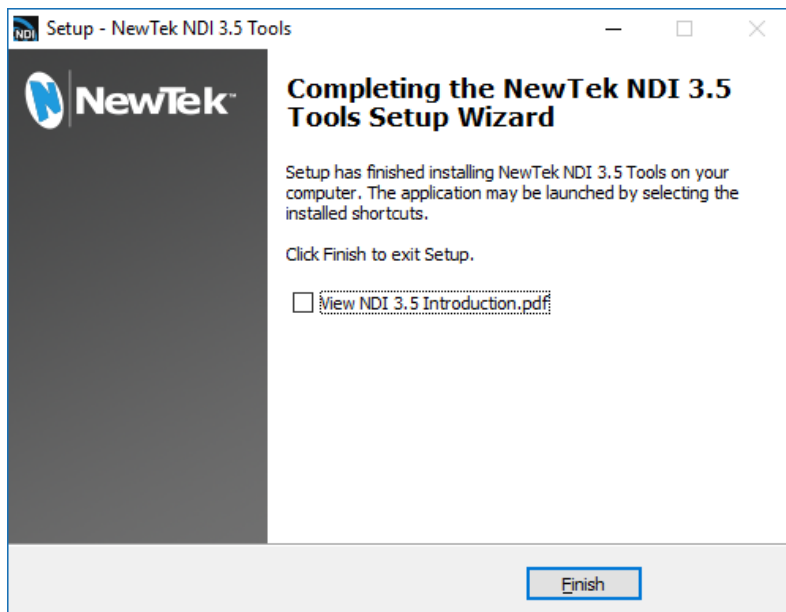 NDI Setup - NewTek NDI 3.5 Tools
NewTek™
Completing the NewTek NDI 3.5
Tools Setup Wizard
Setup has finished installing NewTek NDI 3.5 Tools on your
computer. The application may be launched by selecting the
installed shortcuts.
Click Finish to exit Setup.
View NDI 3.5 Introduction.pdf
Finish